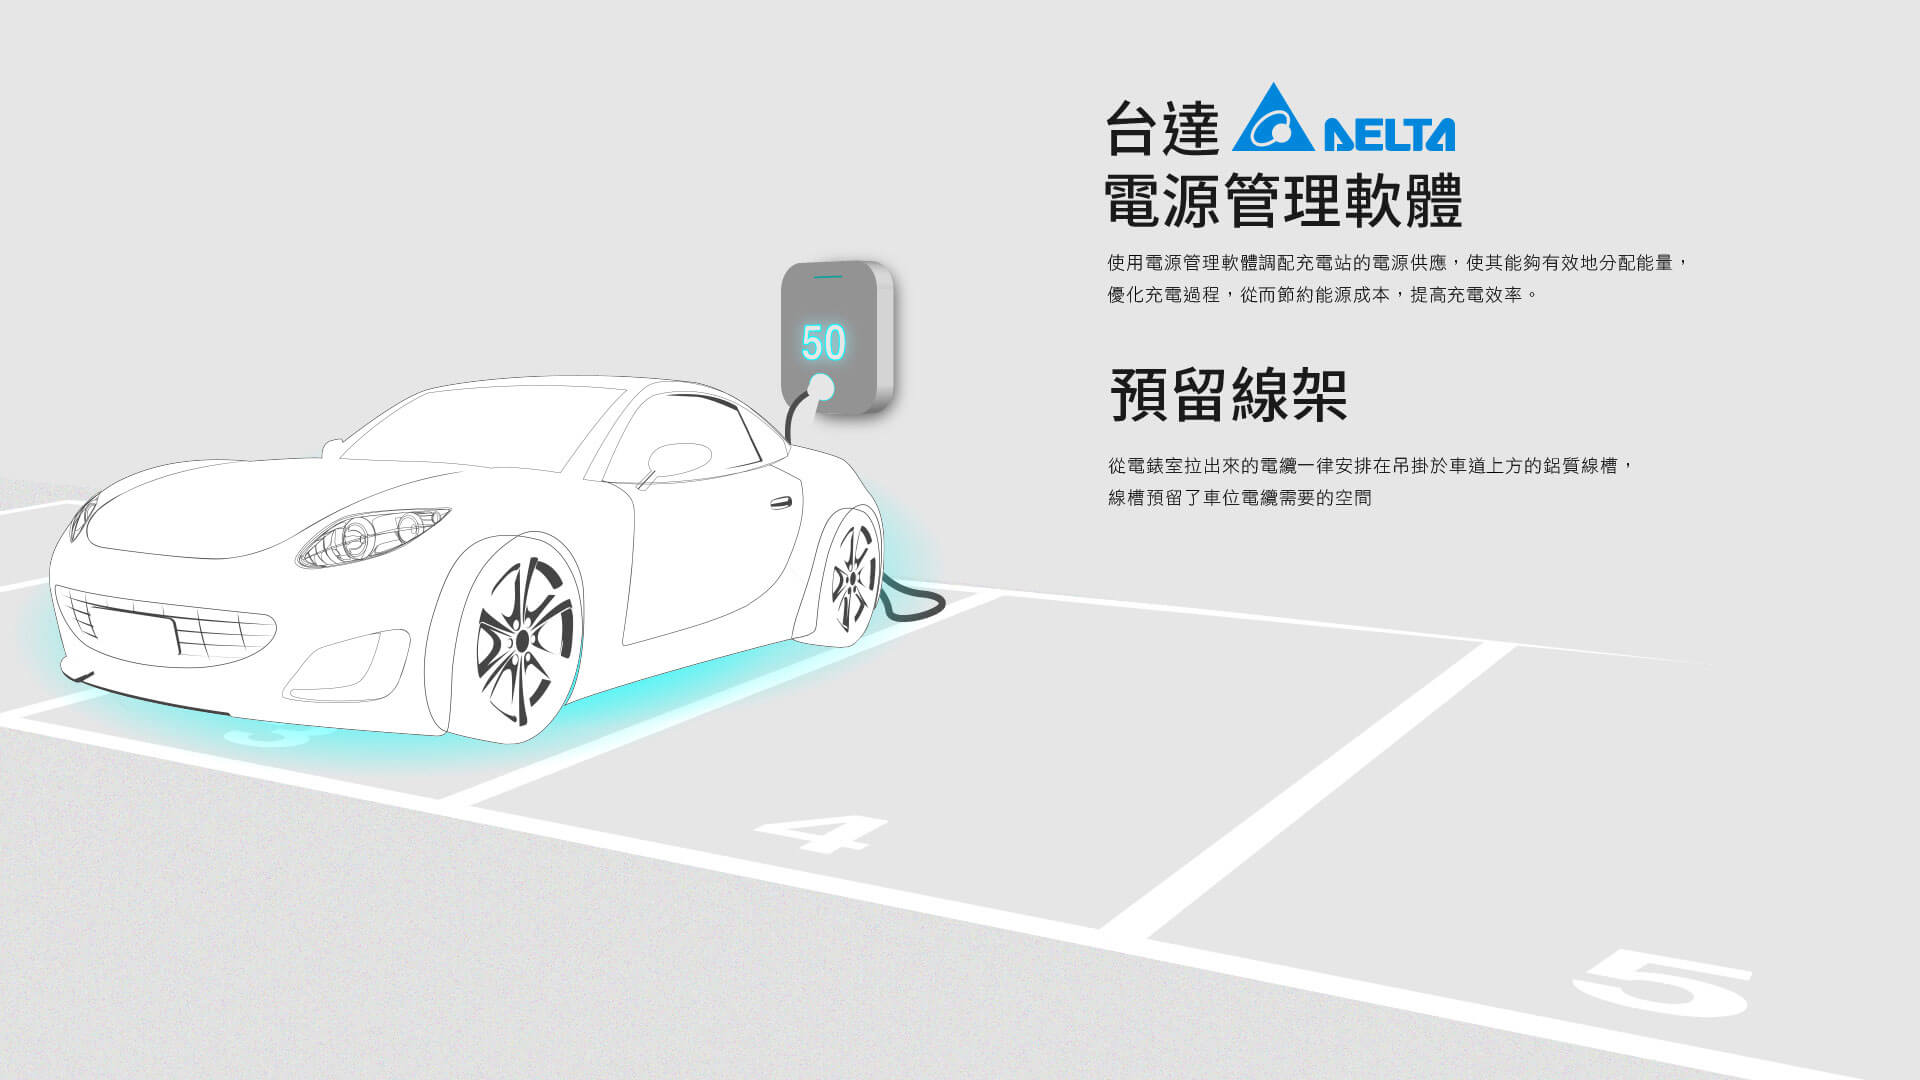 台達 DELTA
電源管理軟體
使用電源管理軟體調配充電站的電源供應，使其能夠有效地分配能量，
優化充電過程，從而節約能源成本，提高充電效率。
50
預留線架
從電錶室拉出來的電纜一律安排在吊掛於車道上方的鋁質線槽，
線槽預留了車位電纜需要的空間
3
4
5